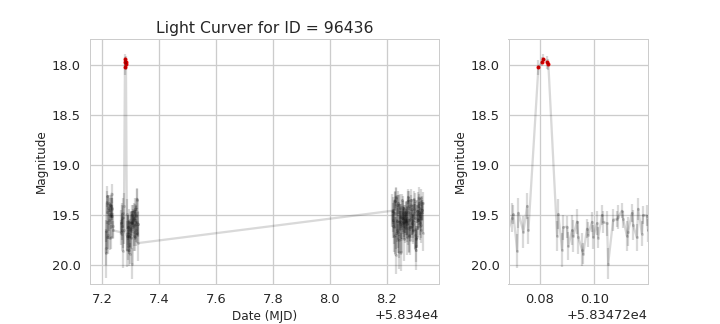 Light Curver for ID = 96436
Magnitude
18.0
18.5
19.0
19.5
20.0
7.2 7.4 7.6 7.8 8.0 8.2
Date (MJD)
+5.834e4
Magnitude
18.0
18.5
19.0
19.5
20.0
0.08 0.10
+5.83472e4